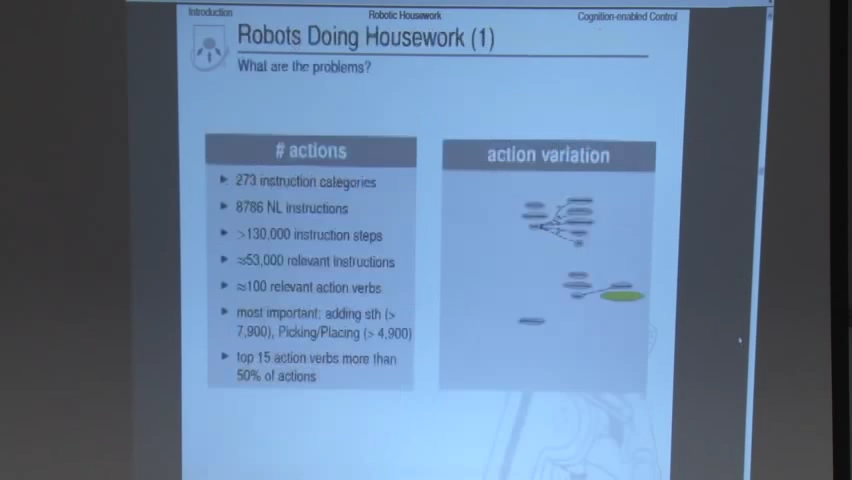 Introduction
Robotic Housework
Cognition-enabled Control
Robots Doing Housework (1)
What are the problems?
# actions
273 instruction categories
8786 NL instructions
>130,000 instruction steps
≈53,000 relevant instructions
≈100 relevant action verbs
most important: adding sth (>
7,900), Picking/Placing (> 4,900)
top 15 action verbs more than
50% of actions
action variation